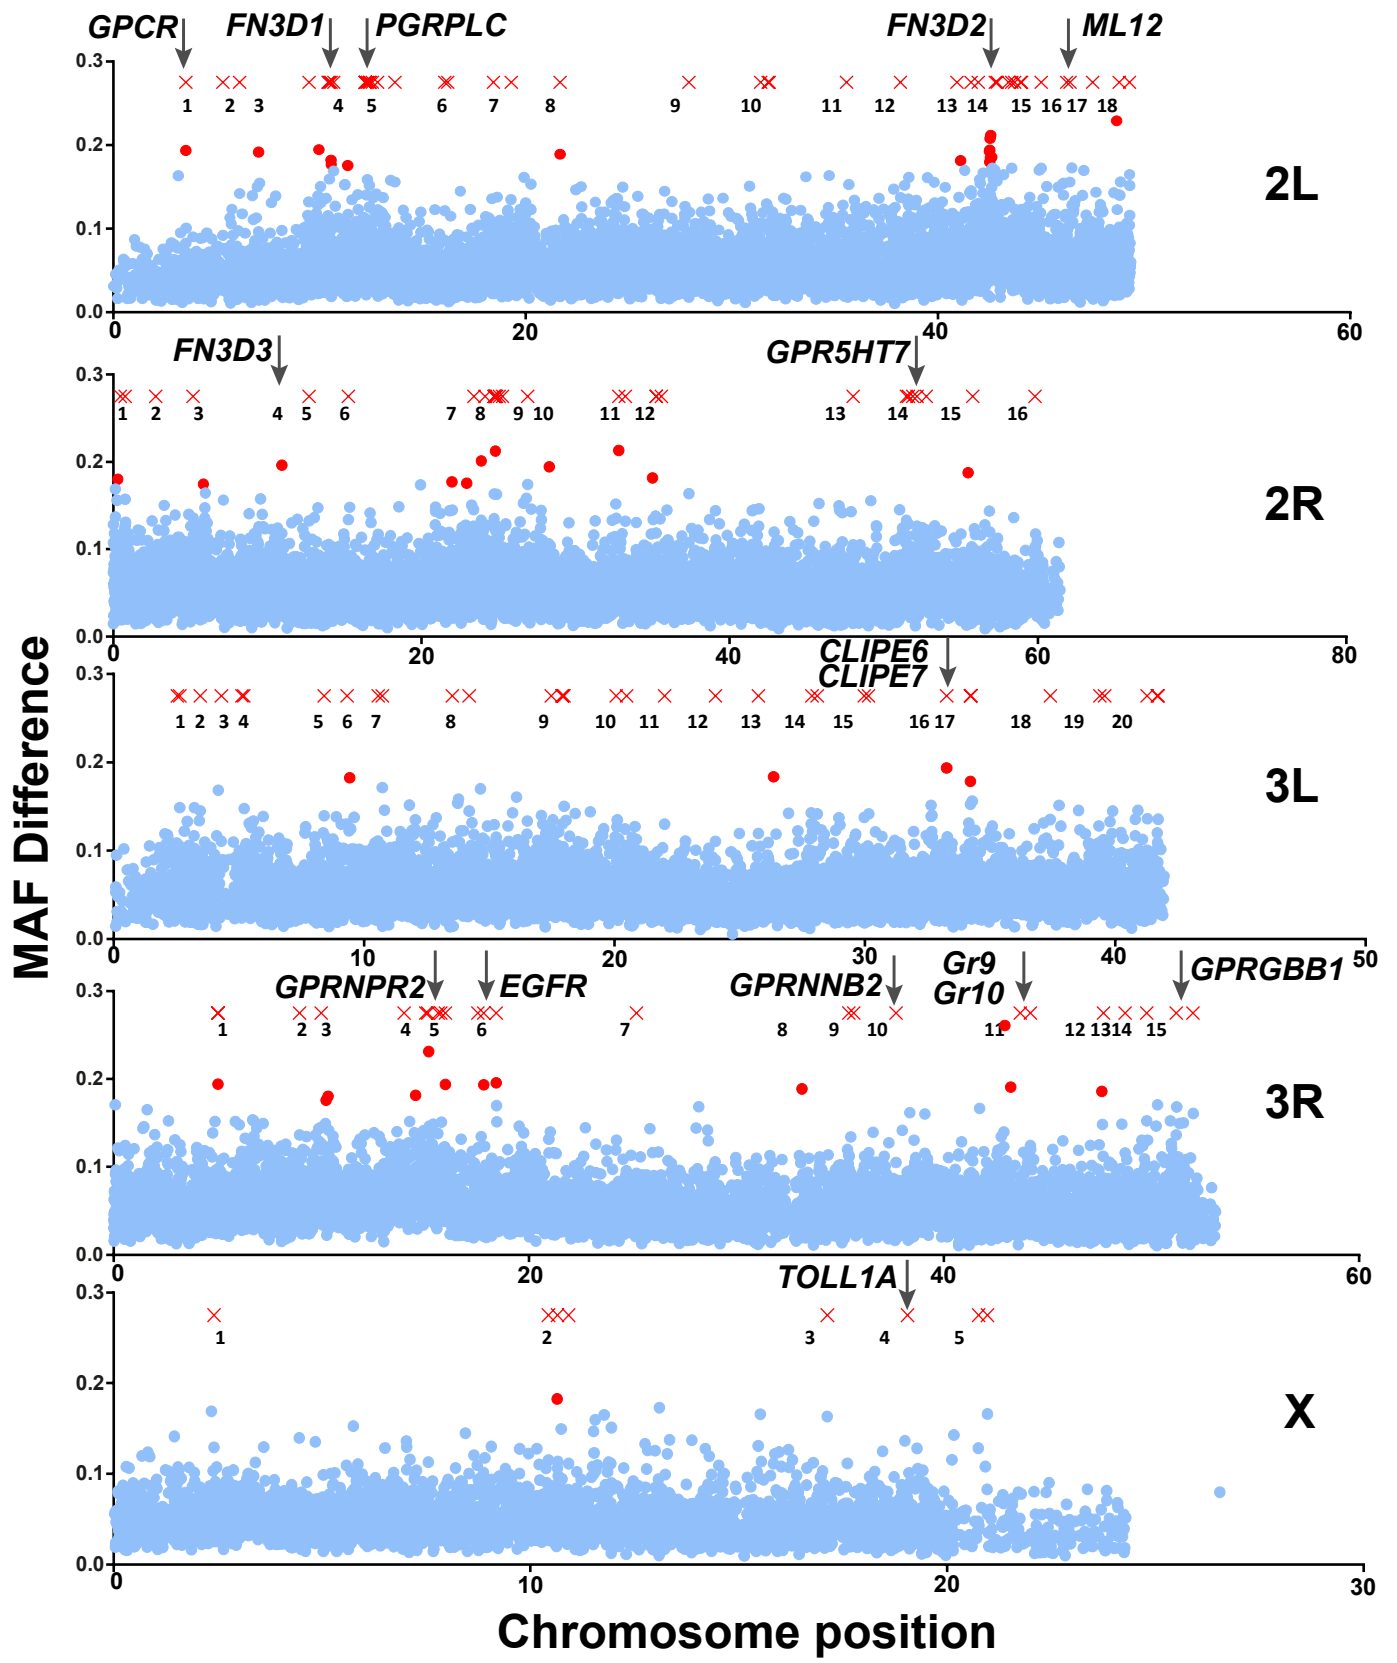 GPCR FN3D1 PGRPLC FN3D2 ML12
0.3
1 2 3 4 5 6 7 8 9 10 11 12 13 14 15 16 17 18
0.2
2L
0.1
0.0
0 20 40 60
FN3D3 GPR5HT7
0.3
1 2 3 4 5 6 7 8 9 10 11 12 13 14 15 16
0.2
2R
0.1
0.0
0 20 40 60 80
CLIPE6
CLIPE7
0.3
1 2 3 4 5 6 7 8 9 10 11 12 13 14 15 16 17 18 19 20
0.2
3L
0.1
0.0
0 10 20 30 40 50
MAF Difference
GPRNPR2 EGFR GPRNNB2 Gr9 GPRGBB1
Gr10
0.3
1 2 3 4 5 6 7 8 9 10 11 12 13 14 15
0.2
3R
0.1
0.0
0 20 40 60
TOLL1A
0.3
1 2 3 4 5
0.2
X
0.1
0.0
0 10 20 30
Chromosome position